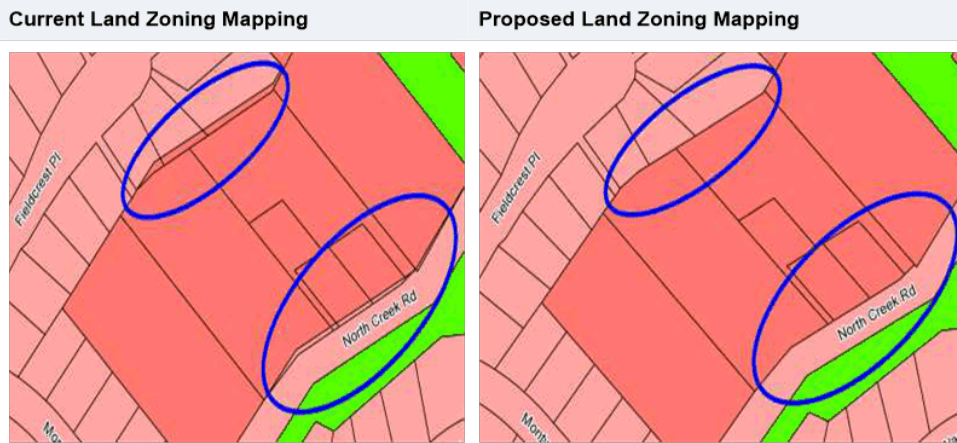 Current Land Zoning Mapping
Proposed Land Zoning Mapping
Fieldcrest Pl
North Creek Rd
Fieldcrest Pl
North Creek Rd